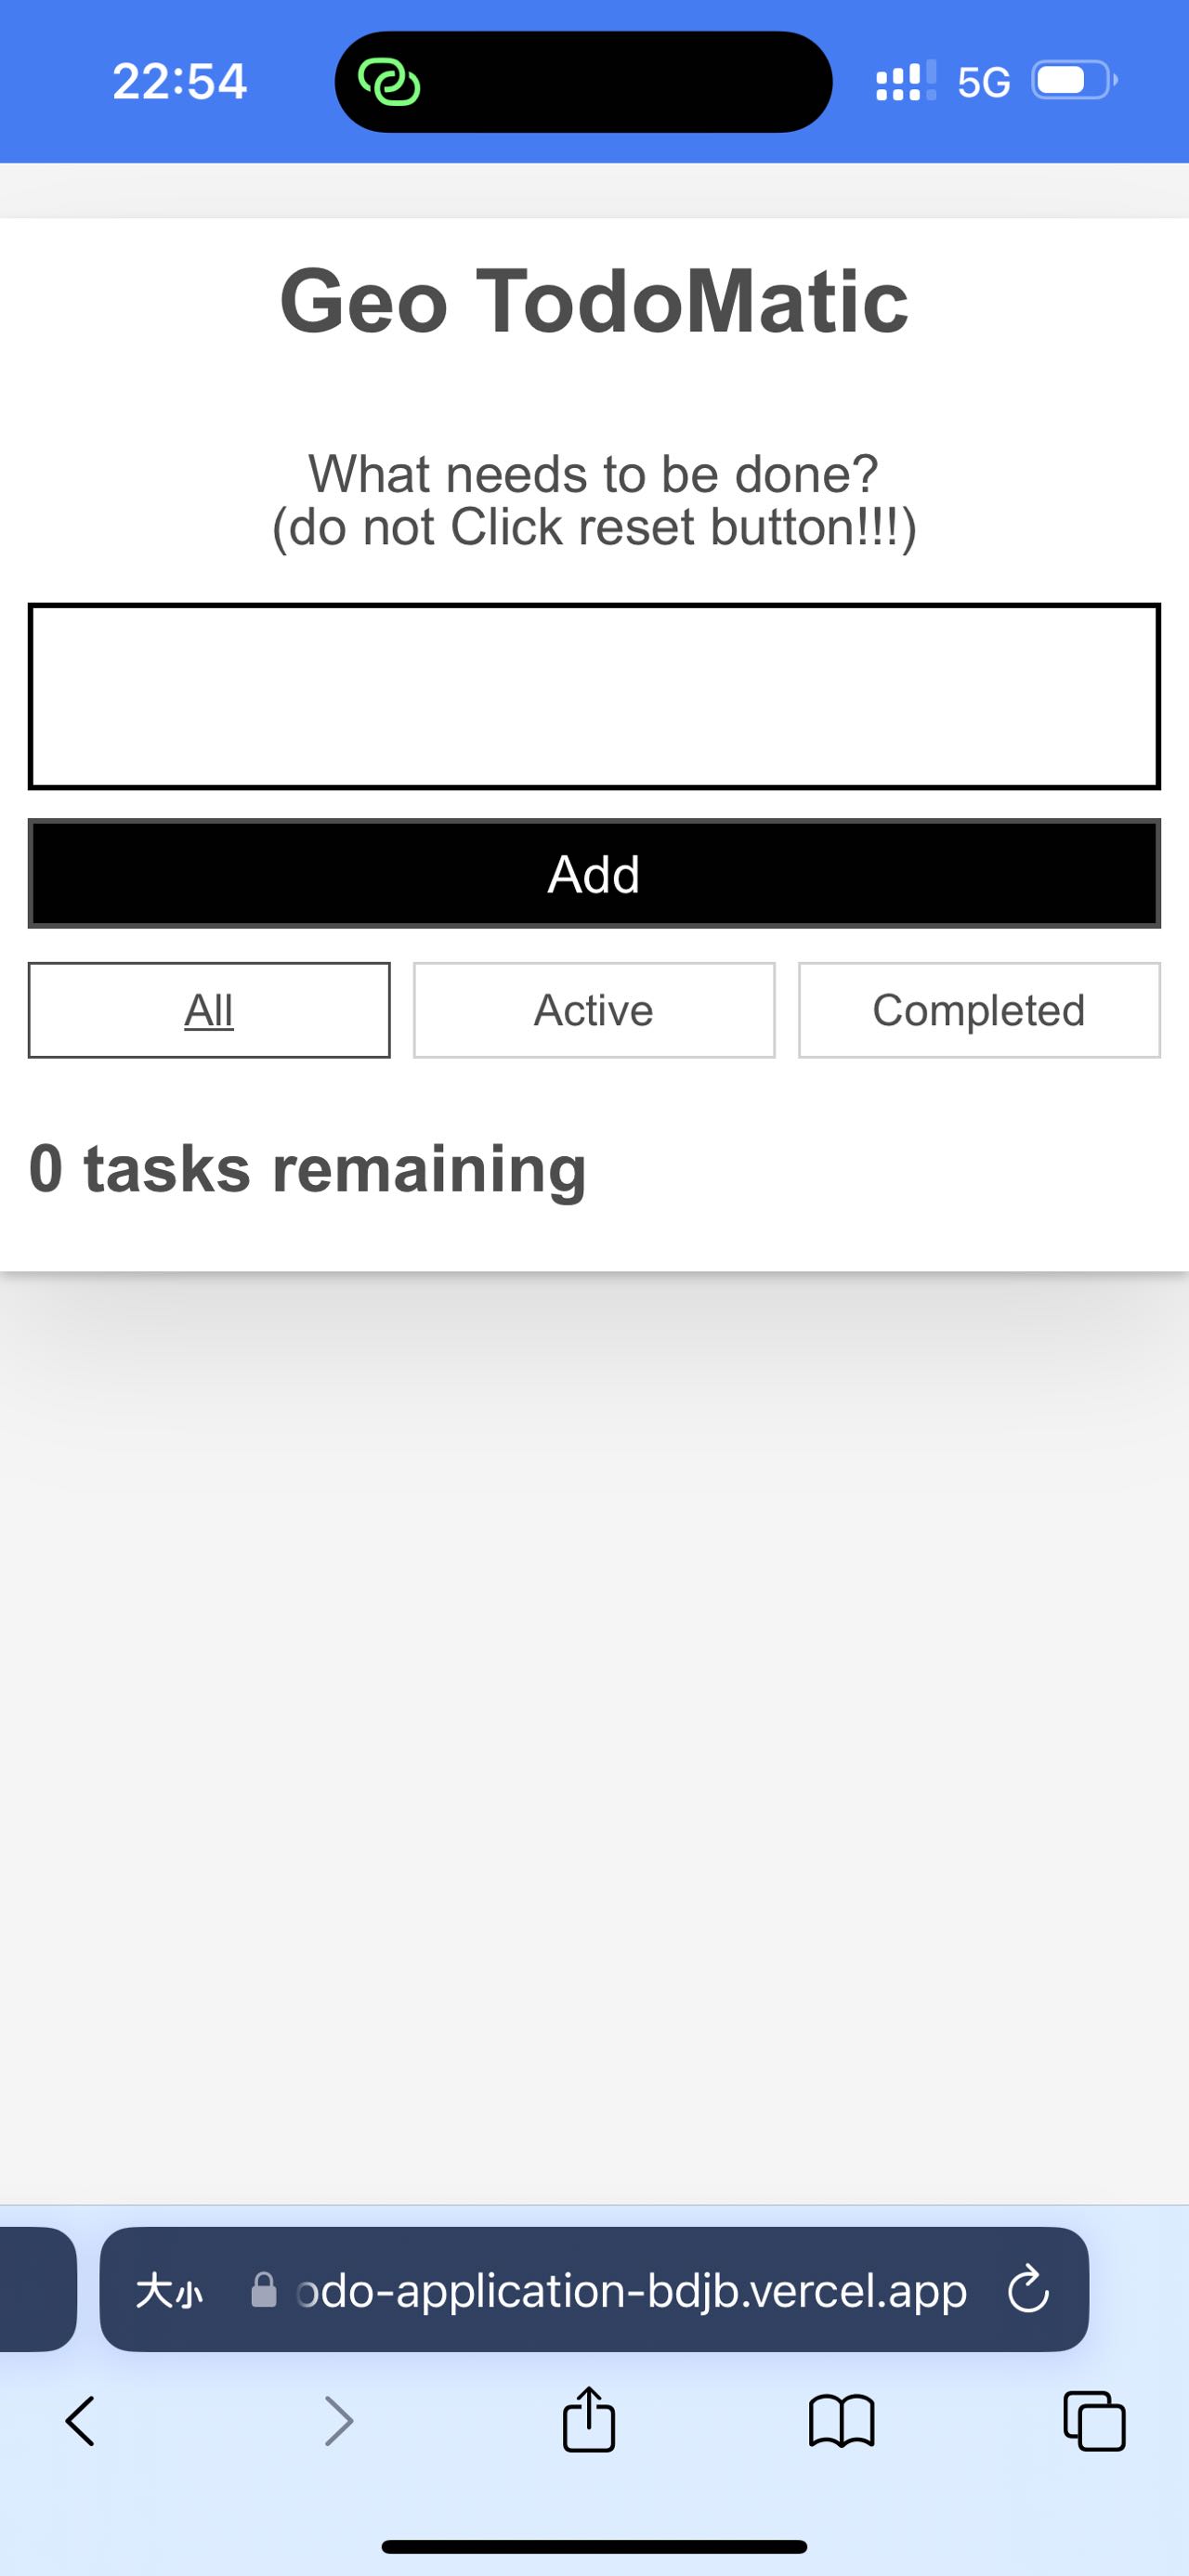 22:54
5G
Geo TodoMatic
What needs to be done?
(do not Click reset button!!!)
Add
All
Active
Completed
0 tasks remaining
大小
odo-application-bdjb.vercel.app